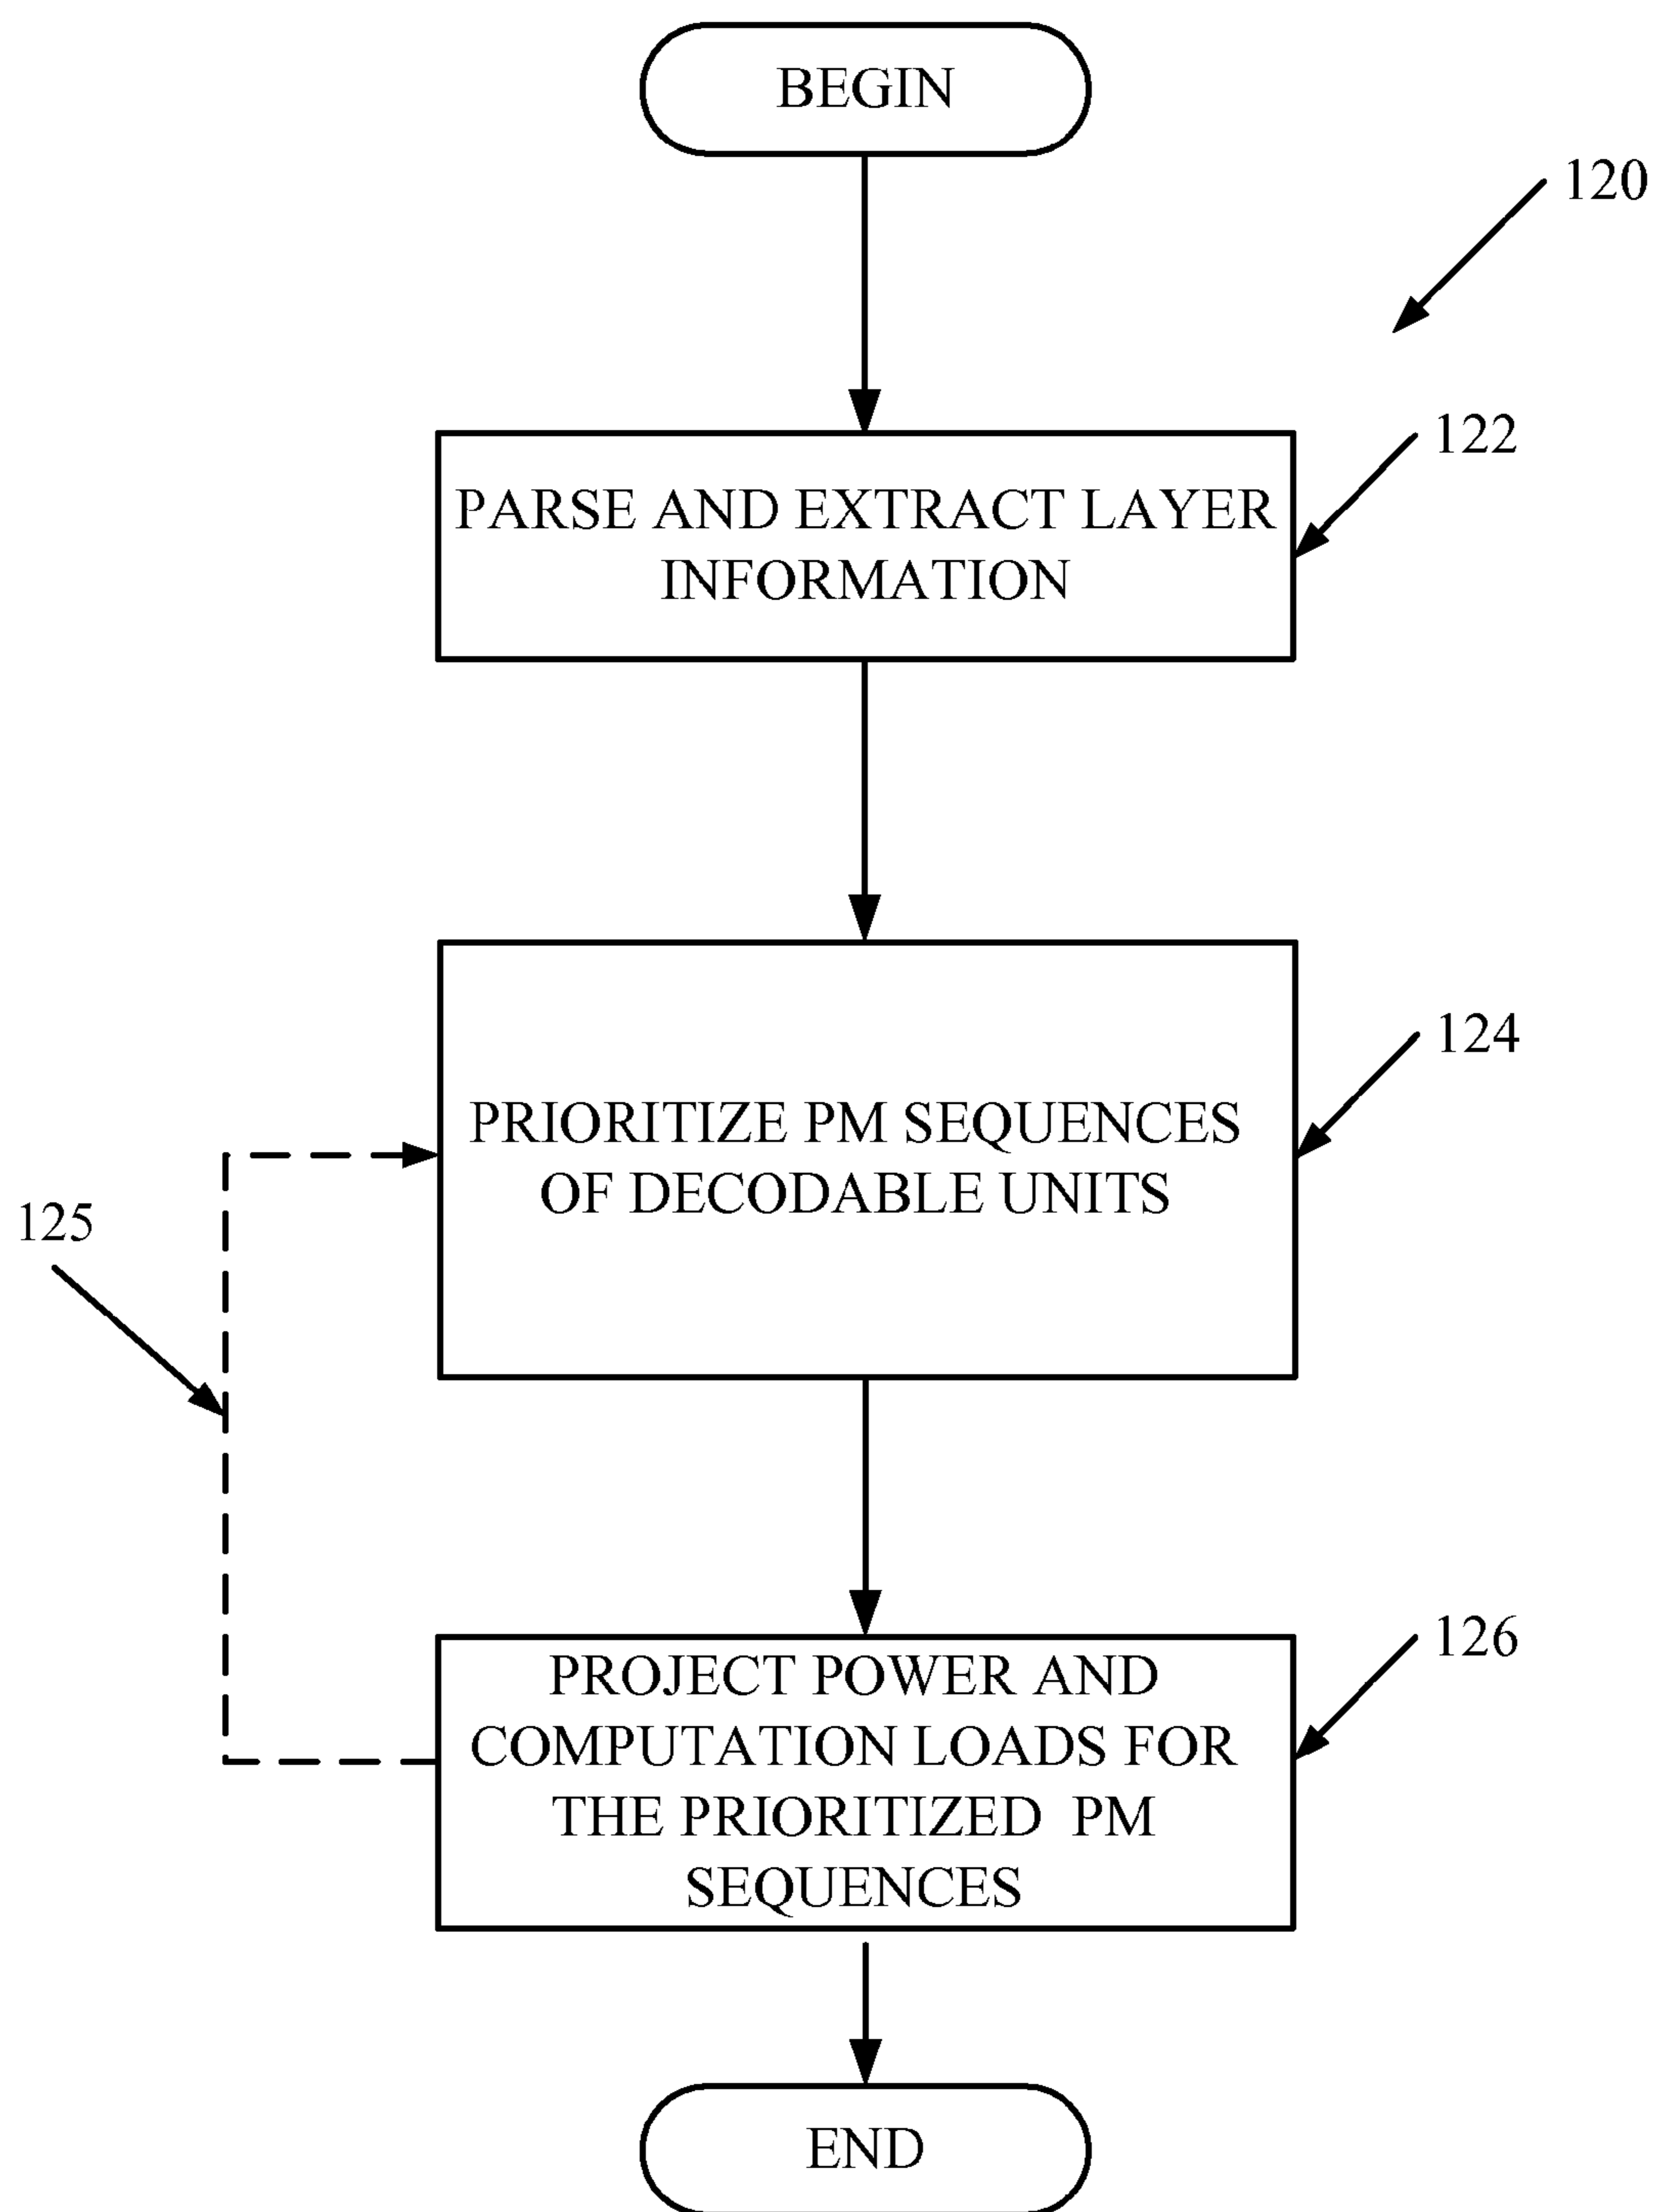 BEGIN
120
122
PARSE AND EXTRACT LAYER
INFORMATION
124
PRIORITIZE PM SEQUENCES
OF DECODABLE UNITS
125
126
PROJECT POWER AND
COMPUTATION LOADS FOR
THE PRIORITIZED PM
SEQUENCES
END